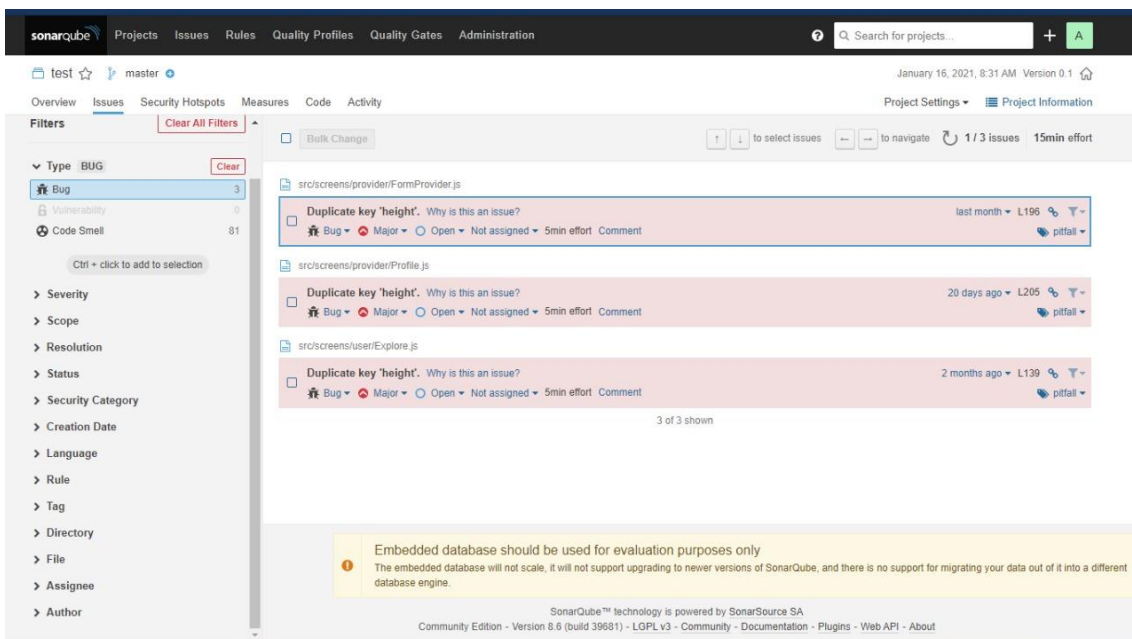 sonarqube Projects Issues Rules Quality Profiles Quality Gates Administration ? Search for projects... + A
test master January 16, 2021, 8:31 AM Version 0.1
Overview Issues Security Hotspots Measures Code Activity Project Settings Project Information
Filters Clear All Filters
Bulk Change ↑ ↓ to select issues ← → to navigate 1 / 3 issues 15min effort
Type BUG Clear
Bug 3
Vulnerability 0
Code Smell 81
Ctrl + click to add to selection
Severity
Scope
Resolution
Status
Security Category
Creation Date
Language
Rule
Tag
Directory
File
Assignee
Author
src/screens/provider/FormProvider.js
Duplicate key 'height'. Why is this an issue? last month L196
Bug Major Open Not assigned 5min effort Comment pitfall
src/screens/provider/Profile.js
Duplicate key 'height'. Why is this an issue? 20 days ago L205
Bug Major Open Not assigned 5min effort Comment pitfall
src/screens/user/Explore.js
Duplicate key 'height'. Why is this an issue? 2 months ago L139
Bug Major Open Not assigned 5min effort Comment pitfall
3 of 3 shown
Embedded database should be used for evaluation purposes only
The embedded database will not scale, it will not support upgrading to newer versions of SonarQube, and there is no support for migrating your data out of it into a different
database engine.
SonarQube™ technology is powered by SonarSource SA
Community Edition - Version 8.6 (build 39681) - LGPL v3 - Community - Documentation - Plugins - Web API - About